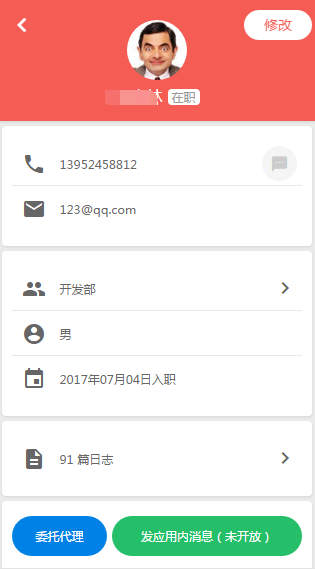 修改
在职
13952458812
123@qq.com
开发部
男
2017年07月04日入职
91 篇日志
委托代理
发应用内消息（未开放）